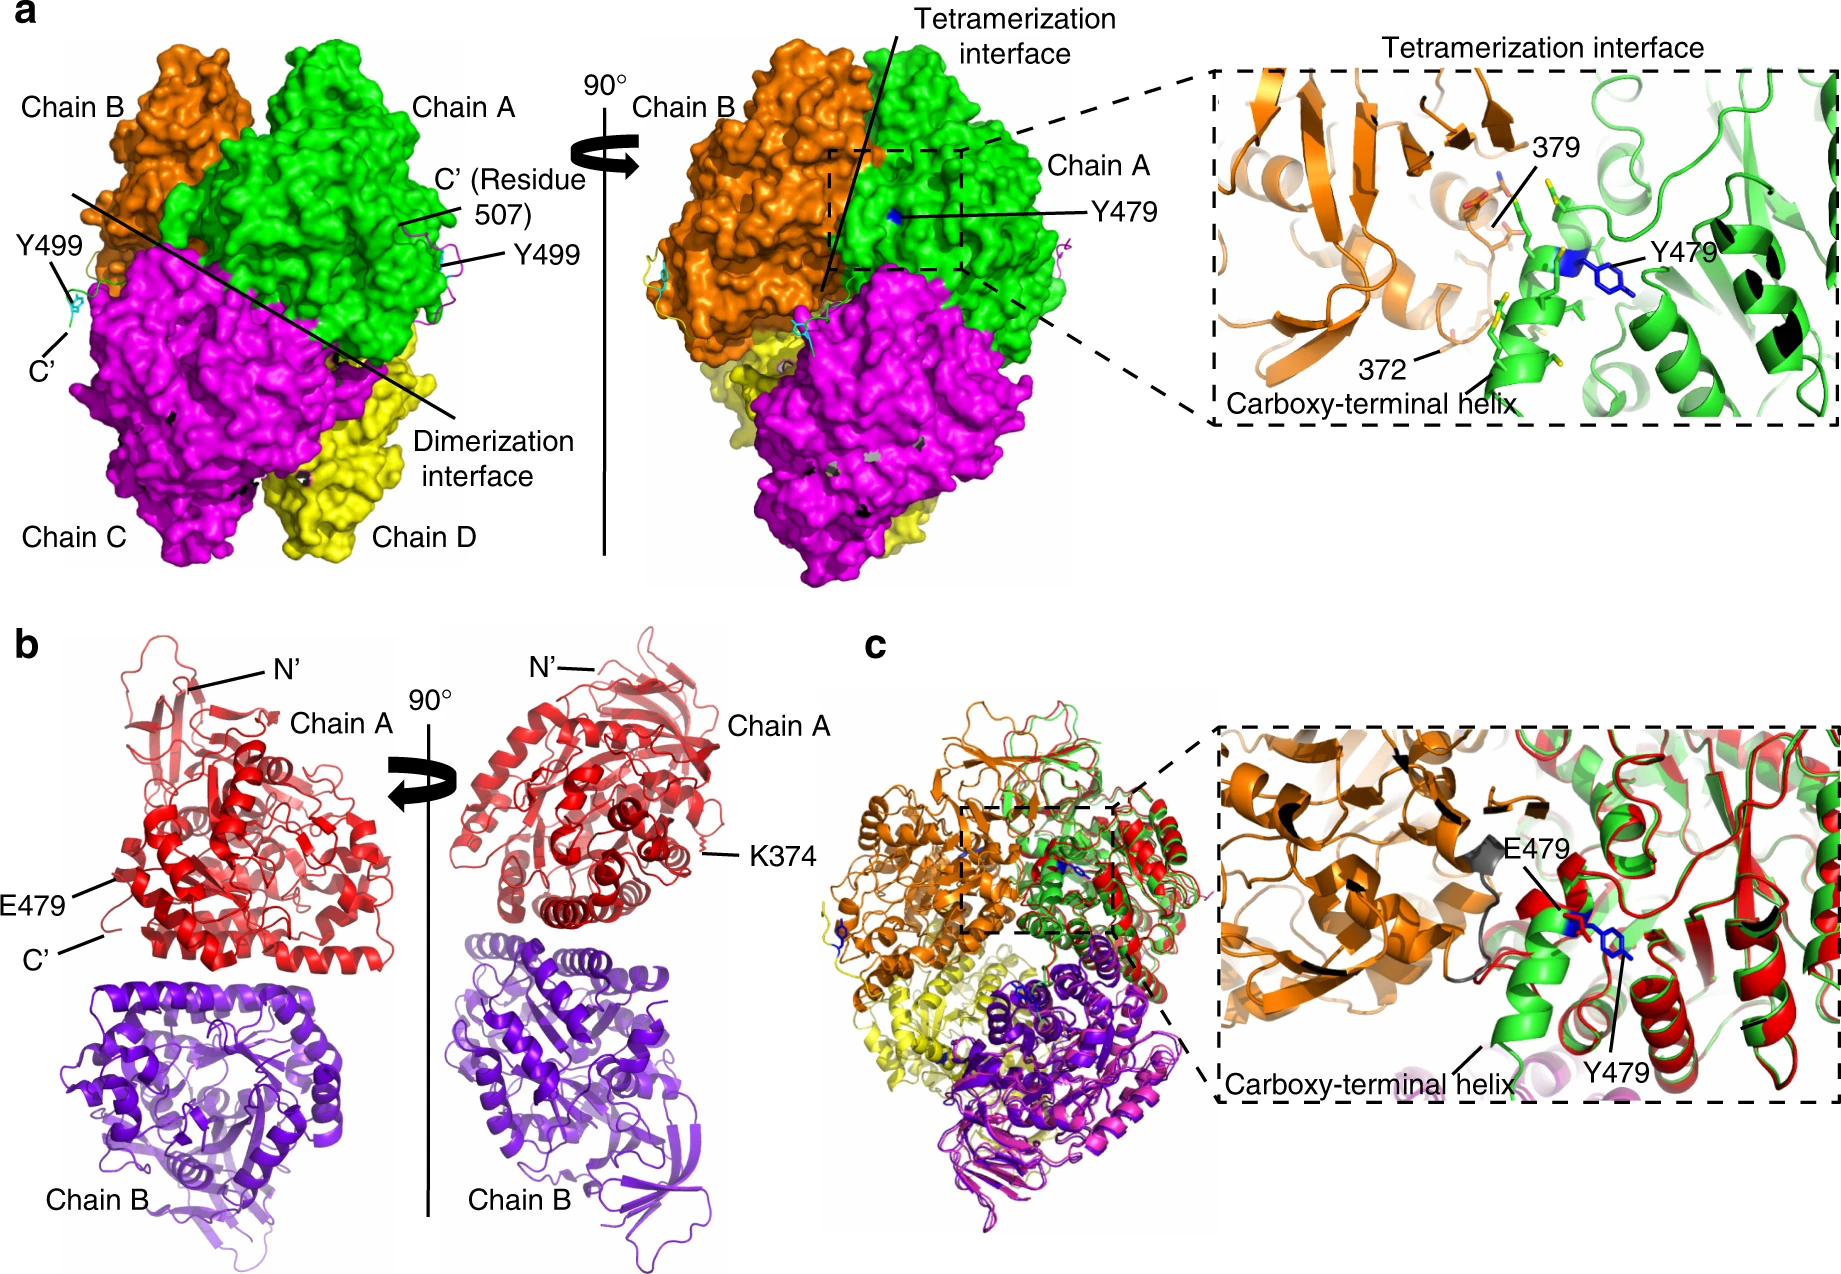 a
Chain B
Chain A
C’ (Residue
507)
Y499
Y499
C’
Dimerization
interface
Chain C
Chain D
90°
Tetramerization
interface
Chain B
Chain A
Y479
Tetramerization interface
379
Y479
372
Carboxy-terminal helix
b
N’
Chain A
E479
C’
Chain B
90°
N’
Chain A
K374
Chain B
c
E479
Y479
Carboxy-terminal helix